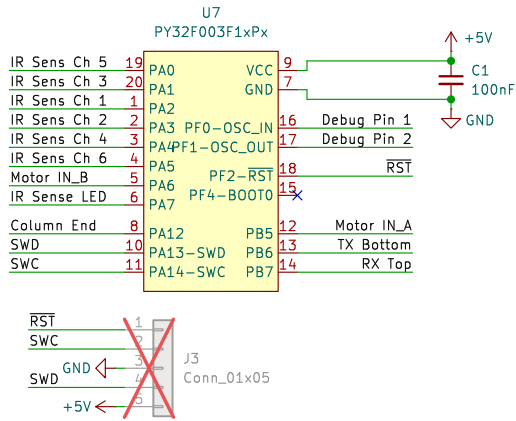 U7
PY32F003F1xPx
IR Sens Ch 5 19 PA0
IR Sens Ch 3 20 PA1
IR Sens Ch 1 1 PA2
IR Sens Ch 2 2 PA3
IR Sens Ch 4 3 PA4
IR Sens Ch 6 4 PA5
Motor IN_B 5 PA6
IR Sense LED 6 PA7
Column End 8 PA12
SWD 10 PA13-SWD
SWC 11 PA14-SWC
VCC 9
GND 7
PF0-OSC_IN 16 Debug Pin 1
PF1-OSC_OUT 17 Debug Pin 2
PF2-RST 18 RST
PF4-BOOT0 15
PB5 12 Motor IN_A
PB6 13 TX Bottom
PB7 14 RX Top
+5V
C1
100nF
GND
RST 1
SWC 2
GND 3
SWD 4
+5V 5
J3
Conn_01x05